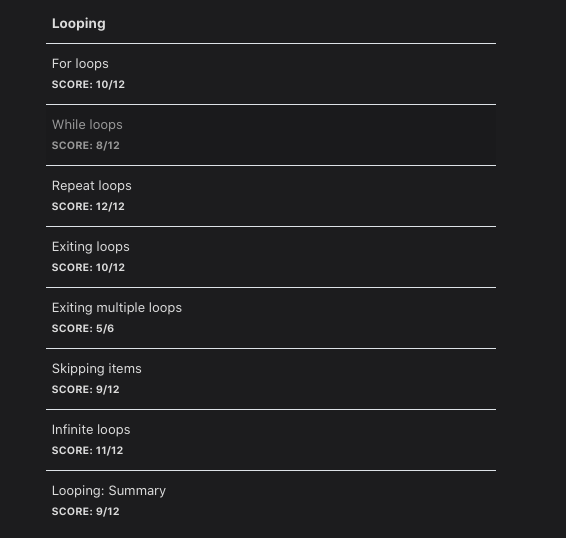 Looping
For loops
SCORE: 10/12
While loops
SCORE: 8/12
Repeat loops
SCORE: 12/12
Exiting loops
SCORE: 10/12
Exiting multiple loops
SCORE: 5/6
Skipping items
SCORE: 9/12
Infinite loops
SCORE: 11/12
Looping: Summary
SCORE: 9/12